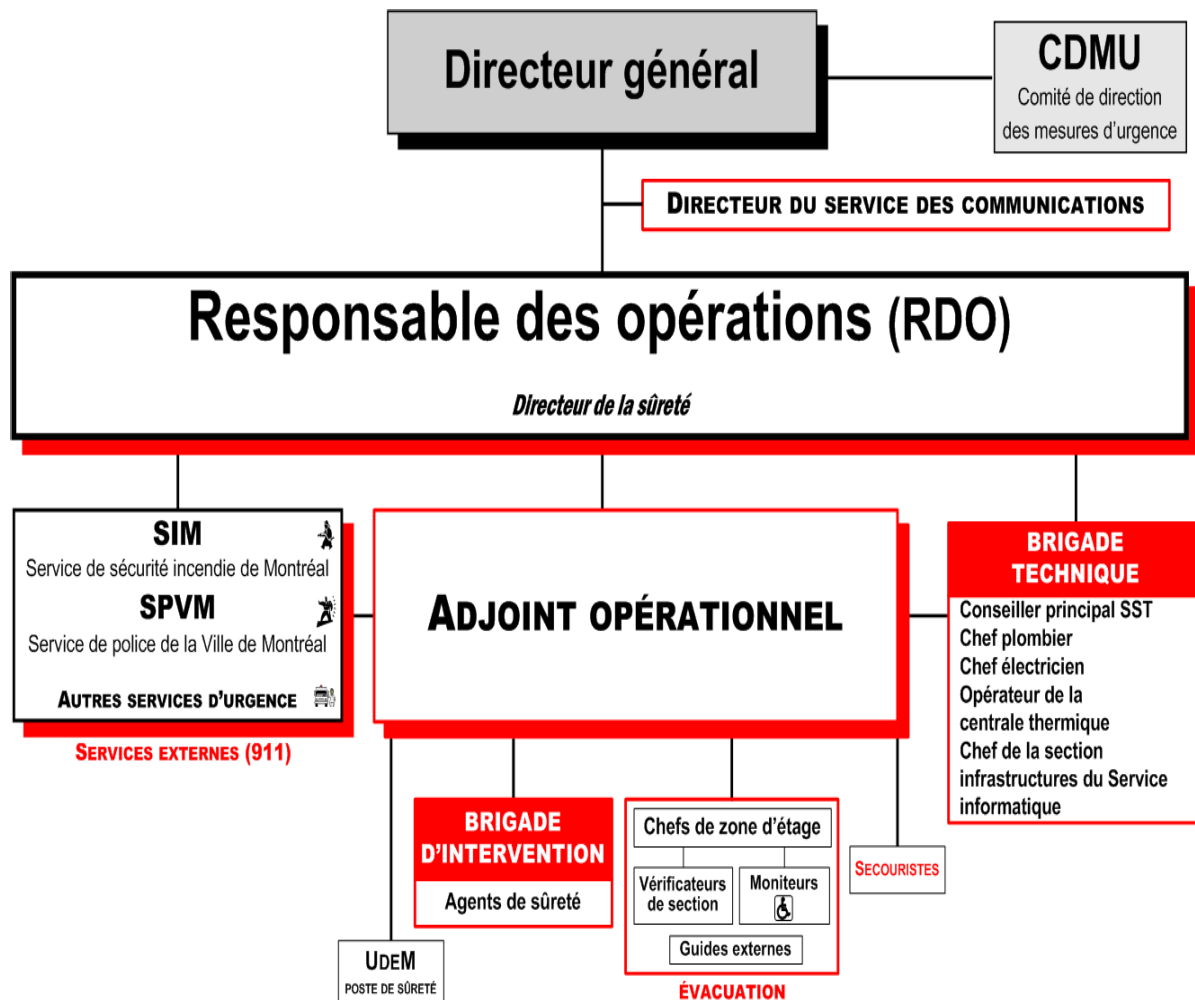 Directeur général
CDMU
Comité de direction
des mesures d'urgence
DIRECTEUR DU SERVICE DES COMMUNICATIONS
Responsable des opérations (RDO)
Directeur de la sûreté
SIM
Service de sécurité incendie de Montréal
SPVM
Service de police de la Ville de Montréal
AUTRES SERVICES D'URGENCE
SERVICES EXTERNES (911)
ADJOINT OPÉRATIONNEL
BRIGADE
TECHNIQUE
Conseiller principal SST
Chef plombier
Chef électricien
Opérateur de la
centrale thermique
Chef de la section
infrastructures du Service
informatique
UDEM
POSTE DE SÛRETÉ
BRIGADE
D'INTERVENTION
Agents de sûreté
Chefs de zone d'étage
Vérificateurs
de section
Moniteurs
Guides externes
ÉVACUATION
SECOURISTES